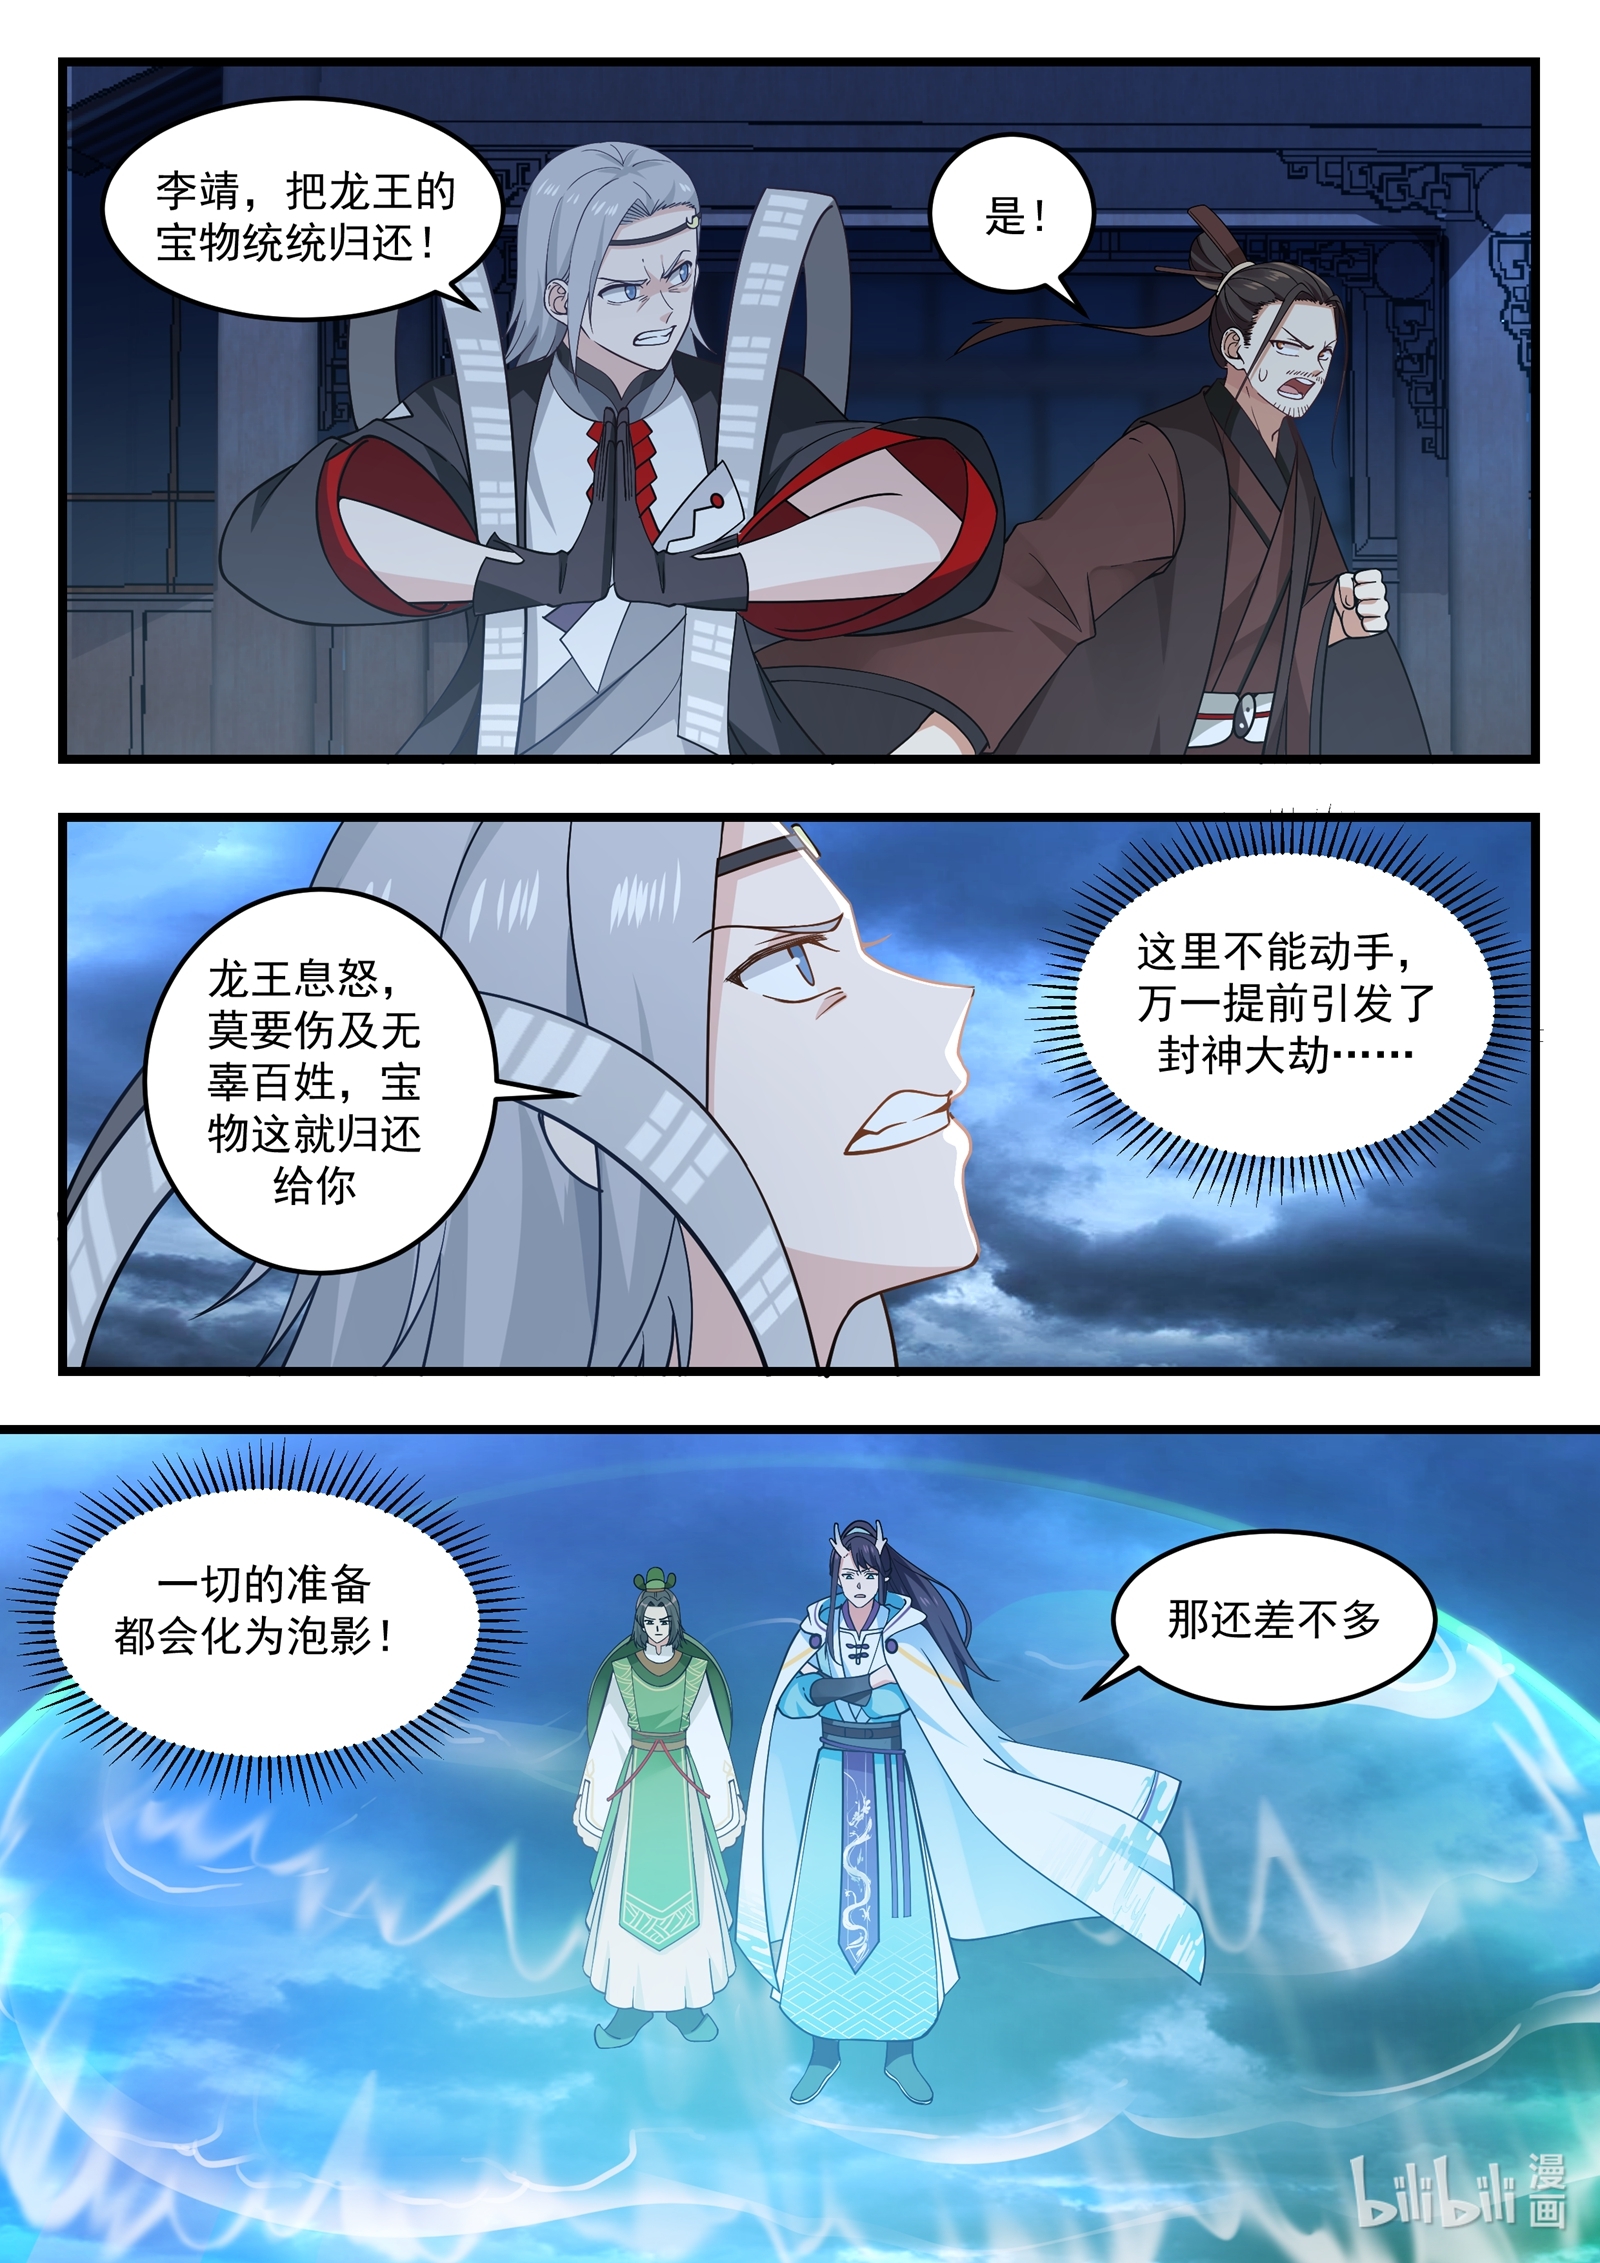 李靖，把龙王的
宝物统统归还！
是！
龙王息怒，
莫要伤及无
辜百姓，宝
物这就归还
给你
这里不能动手，
万一提前引发了
封神大劫……
一切的准备
都会化为泡影！
那还差不多
bilibili
漫画